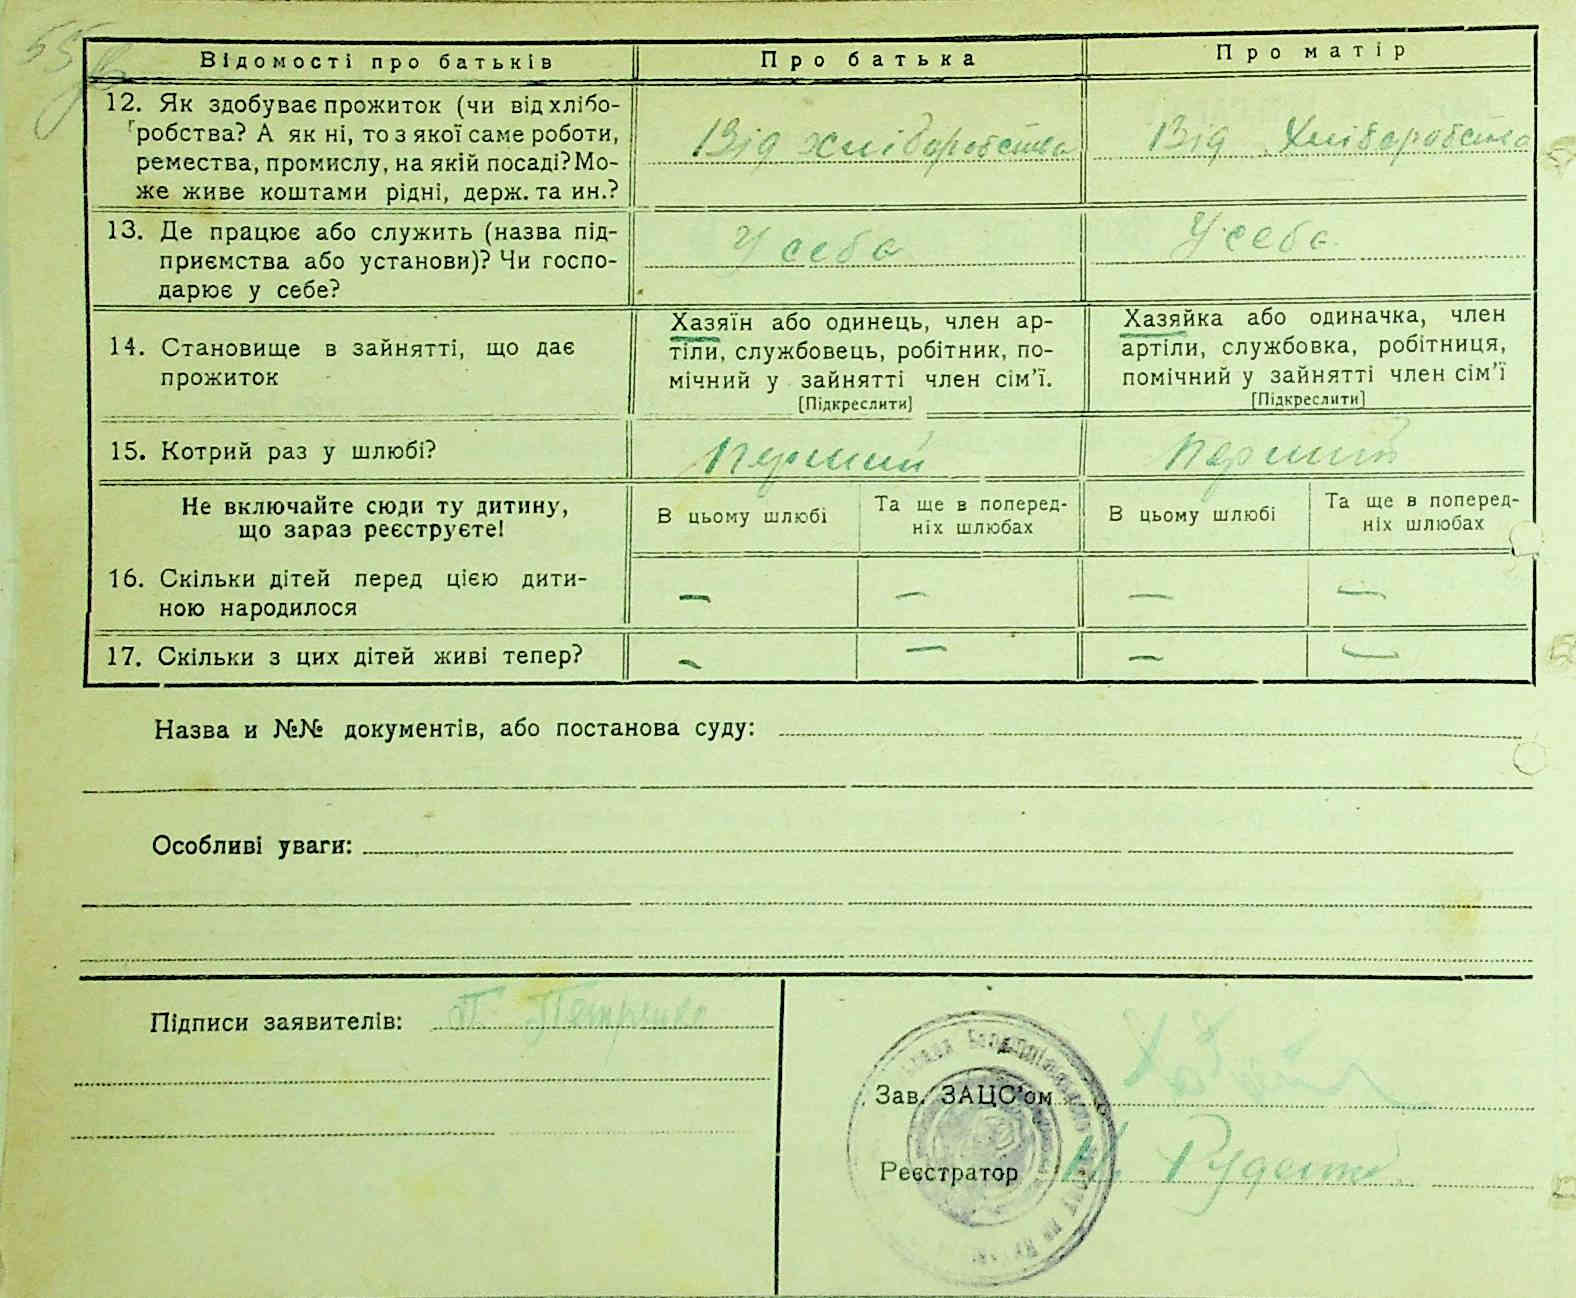 55
Відомості про батьків
Про батька
Про матір
12. Як здобуває прожиток (чи від хлібо-
робства? А як ні, то з якої саме роботи,
ремества, промислу, на якій посаді? Мо-
же живе коштами рідні, держ. та ин.?
Від хліборобства
Від Хліборобства
13. Де працює або служить (назва під-
приємства або установи)? Чи госпо-
дарює у себе?
У себе
У себе
14. Становище в зайнятті, що дає
прожиток
Хазяїн або одинець, член ар-
тіли, службовець, робітник, по-
мічний у зайнятті член сім'ї.
[Підкреслити]
Хазяйка або одиначка, член
артіли, службовка, робітниця,
помічний у зайнятті член сім'ї
[Підкреслити]
15. Котрий раз у шлюбі?
Перший
Перший
Не включайте сюди ту дитину,
що зараз реєструєте!
В цьому шлюбі
Та ще в поперед-
ніх шлюбах
В цьому шлюбі
Та ще в поперед-
ніх шлюбах
16. Скільки дітей перед цією дити-
ною народилося
— — — —
17. Скільки з цих дітей живі тепер?
— — — —
Назва и №№ документів, або постанова суду:
Особливі уваги:
Підписи заявителів: П. Петренко
Зав. ЗАЦС'ом
Реєстратор